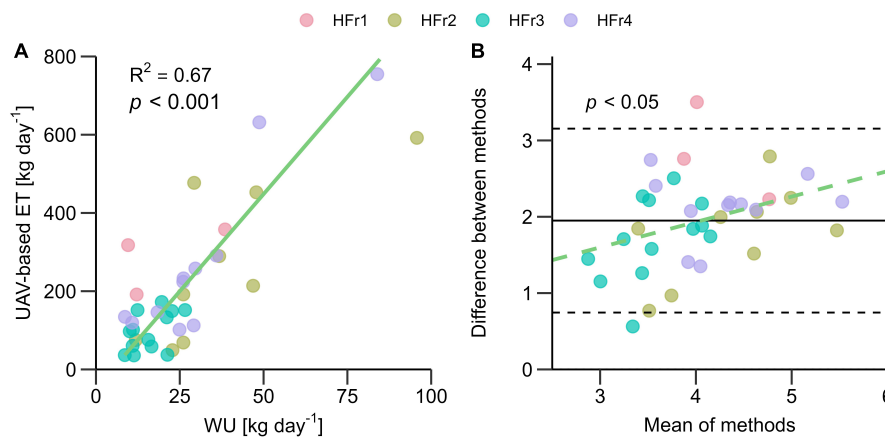 HFr1 HFr2 HFr3 HFr4
A
R² = 0.67
p < 0.001
UAV-based ET [kg day⁻¹]
800
600
400
200
0
0 25 50 75 100
WU [kg day⁻¹]
B
p < 0.05
Difference between methods
4
3
2
1
0
3 4 5 6
Mean of methods